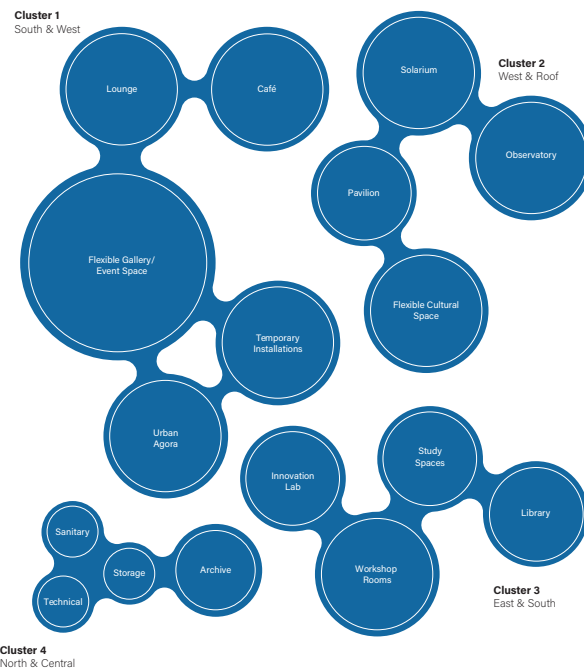 Cluster 1
South & West
Lounge
Café
Flexible Gallery/
Event Space
Temporary
Installations
Urban
Agora
Cluster 2
West & Roof
Solarium
Observatory
Pavilion
Flexible Cultural
Space
Study
Spaces
Innovation
Lab
Library
Workshop
Rooms
Cluster 3
East & South
Sanitary
Storage
Archive
Technical
Cluster 4
North & Central